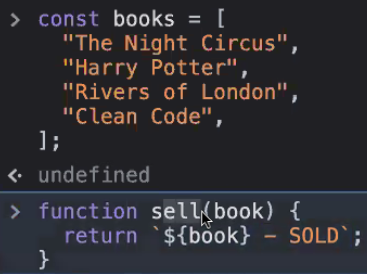 > const books = [
"The Night Circus",
"Harry Potter",
"Rivers of London",
"Clean Code",
];
<· undefined
> function sell(book) {
return `${book} – SOLD`;
}